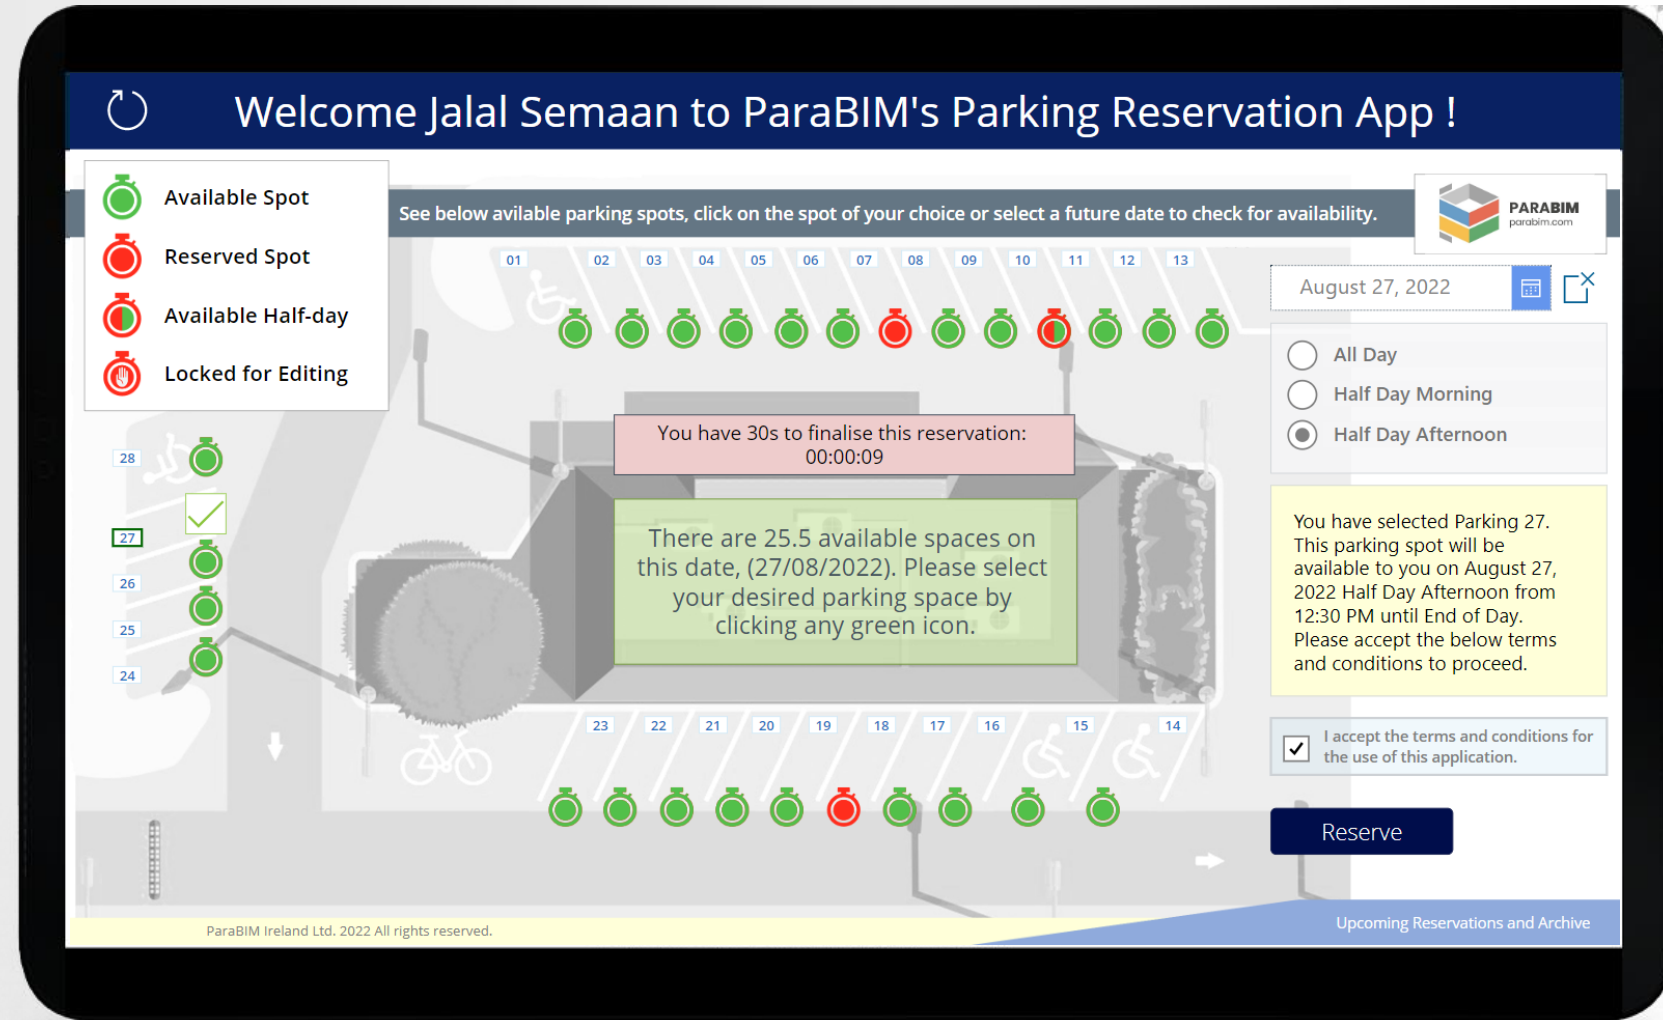 Welcome Jalal Semaan to ParaBIM's Parking Reservation App !
Available Spot
Reserved Spot
Available Half-day
Locked for Editing
See below avilable parking spots, click on the spot of your choice or select a future date to check for availability.
PARABIM
parabim.com
01 02 03 04 05 06 07 08 09 10 11 12 13
August 27, 2022
All Day
Half Day Morning
Half Day Afternoon
You have 30s to finalise this reservation:
00:00:09
There are 25.5 available spaces on
this date, (27/08/2022). Please select
your desired parking space by
clicking any green icon.
28
27
26
25
24
You have selected Parking 27.
This parking spot will be
available to you on August 27,
2022 Half Day Afternoon from
12:30 PM until End of Day.
Please accept the below terms
and conditions to proceed.
23 22 21 20 19 18 17 16 15 14
I accept the terms and conditions for
the use of this application.
Reserve
ParaBIM Ireland Ltd. 2022 All rights reserved.
Upcoming Reservations and Archive